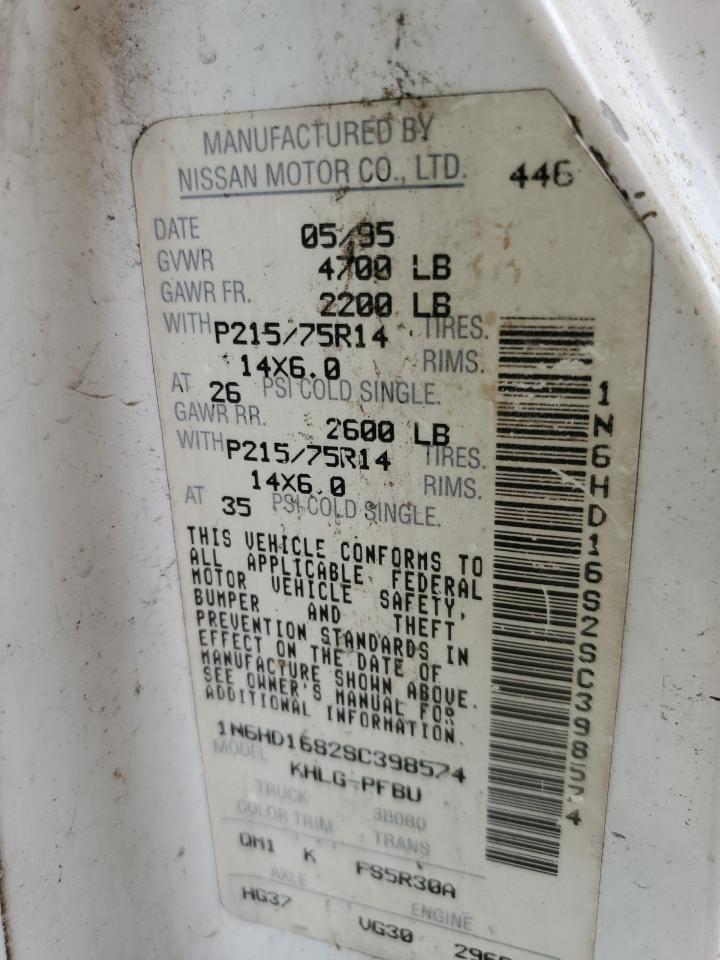 MANUFACTURED BY
NISSAN MOTOR CO., LTD. 446
DATE 05/95
GVWR 4700 LB
GAWR FR. 2200 LB
WITH P215/75R14 TIRES.
14X6.0 RIMS.
AT 26 PSI COLD SINGLE.
GAWR RR. 2600 LB
WITH P215/75R14 TIRES.
14X6.0 RIMS.
AT 35 PSI COLD SINGLE.
THIS VEHICLE CONFORMS TO
ALL APPLICABLE FEDERAL
MOTOR VEHICLE SAFETY,
BUMPER AND THEFT
PREVENTION STANDARDS IN
EFFECT ON THE DATE OF
MANUFACTURE SHOWN ABOVE.
SEE OWNER'S MANUAL FOR
ADDITIONAL INFORMATION.
1N6HD16S2SC398574
MODEL KHLG-PFBU
TRUCK 38080
COLOR TRIM TRANS
QM1 K FS5R30A
AXLE ENGINE
HG37 VG30
1N6HD16S2SC398574